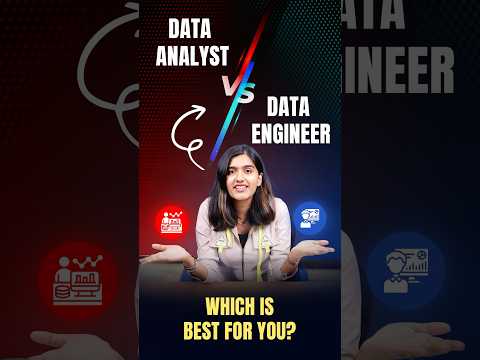 DATA
ANALYST
VS
DATA
ENGINEER
WHICH IS
BEST FOR YOU?